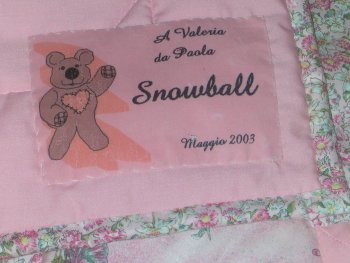 A Valeria
da Paola
Snowball
Maggio 2003